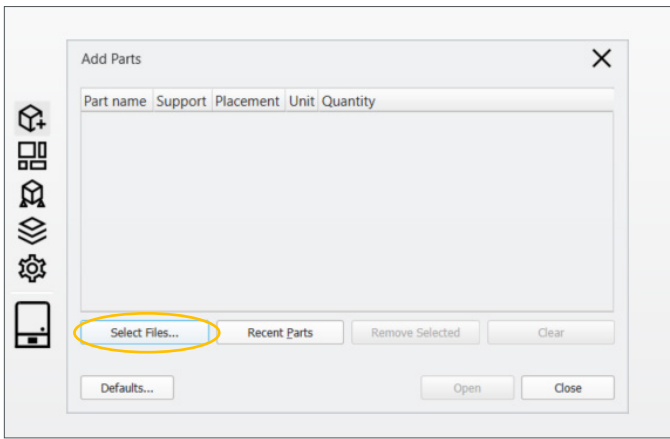 Add Parts
Part name Support Placement Unit Quantity
Select Files... Recent Parts Remove Selected Clear
Defaults... Open Close